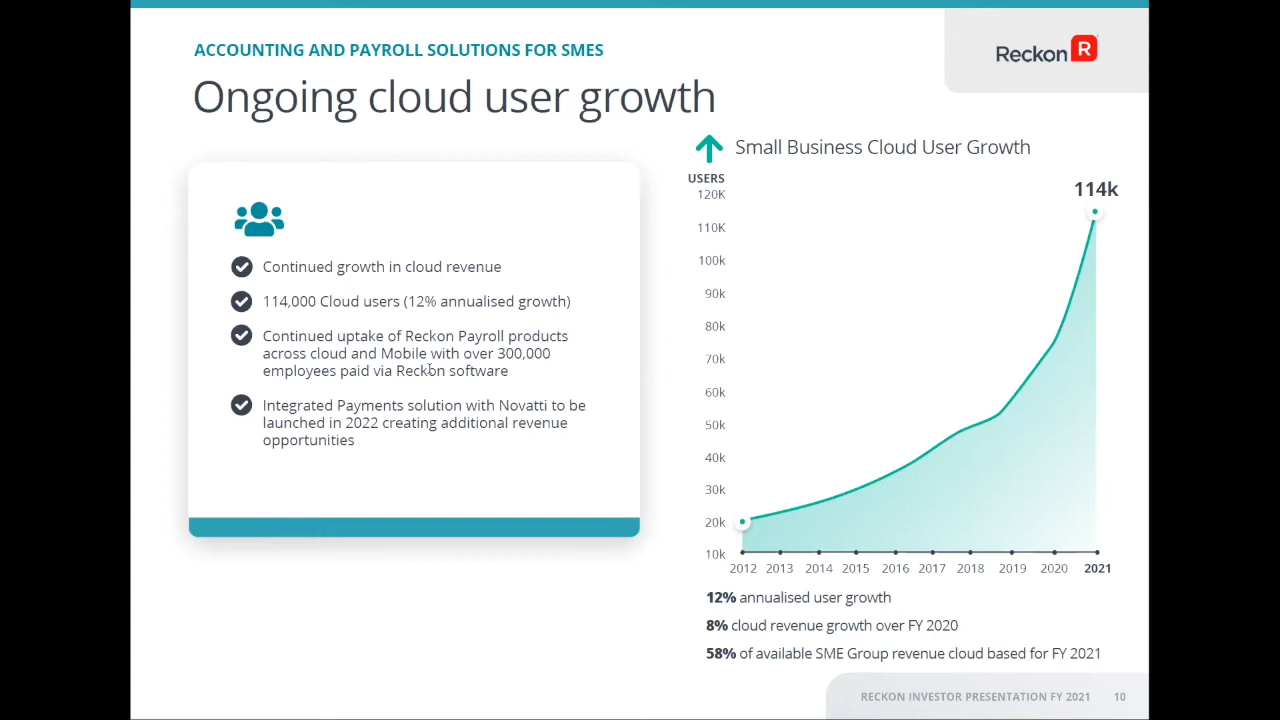 ACCOUNTING AND PAYROLL SOLUTIONS FOR SMES
Reckon R
Ongoing cloud user growth
Continued growth in cloud revenue
114,000 Cloud users (12% annualised growth)
Continued uptake of Reckon Payroll products
across cloud and Mobile with over 300,000
employees paid via Reckon software
Integrated Payments solution with Novatti to be
launched in 2022 creating additional revenue
opportunities
Small Business Cloud User Growth
USERS
120K
110K
100k
90k
80k
70k
60k
50k
40k
30k
20k
10k
114k
2012 2013 2014 2015 2016 2017 2018 2019 2020 2021
12% annualised user growth
8% cloud revenue growth over FY 2020
58% of available SME Group revenue cloud based for FY 2021
RECKON INVESTOR PRESENTATION FY 2021 10